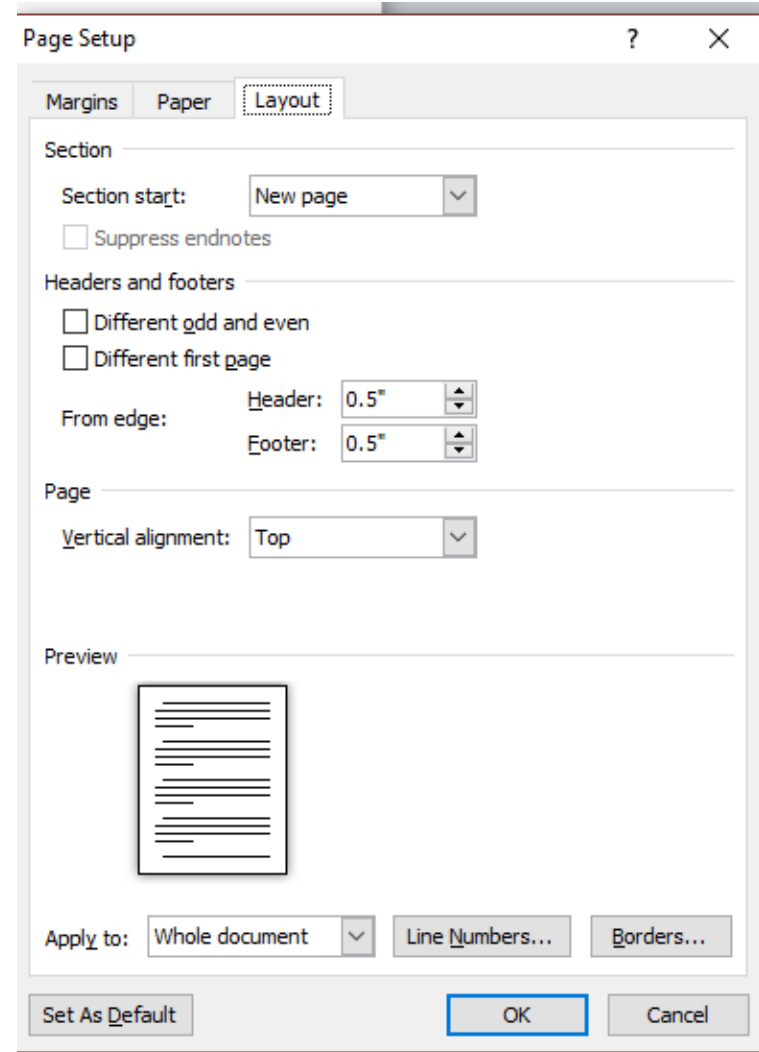 Page Setup ?
Margins Paper Layout
Section
Section start: New page
Suppress endnotes
Headers and footers
Different odd and even
Different first page
From edge:
Header: 0.5"
Footer: 0.5"
Page
Vertical alignment: Top
Preview
Apply to: Whole document Line Numbers... Borders...
Set As Default OK Cancel